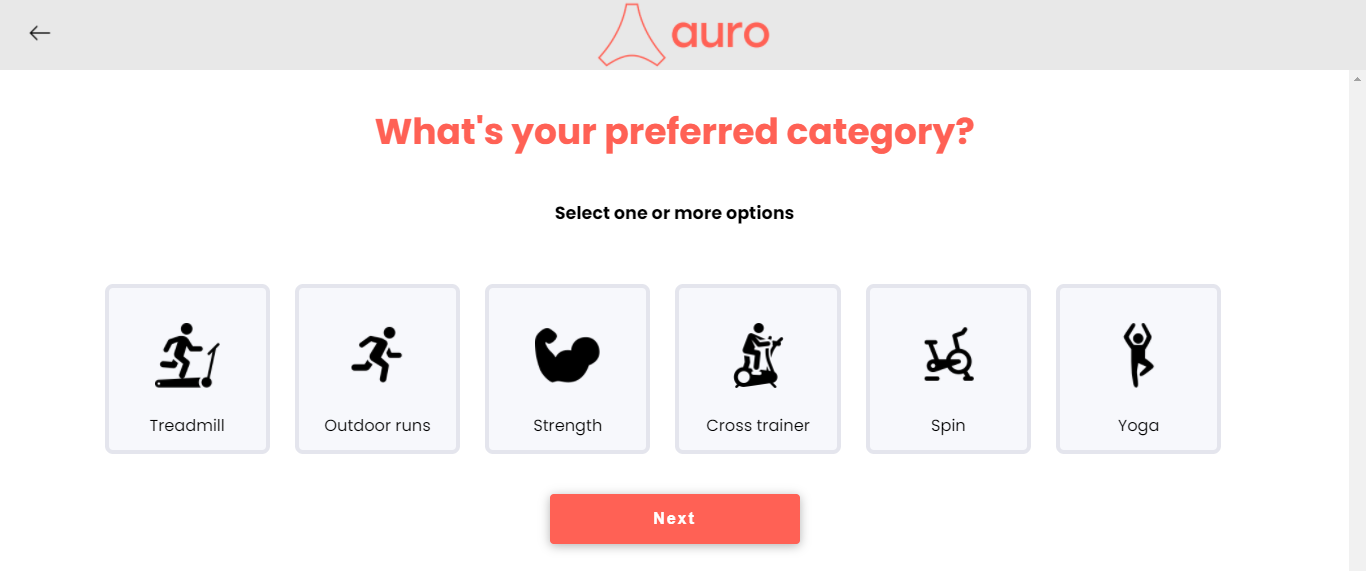 auro
What's your preferred category?
Select one or more options
Treadmill
Outdoor runs
Strength
Cross trainer
Spin
Yoga
Next